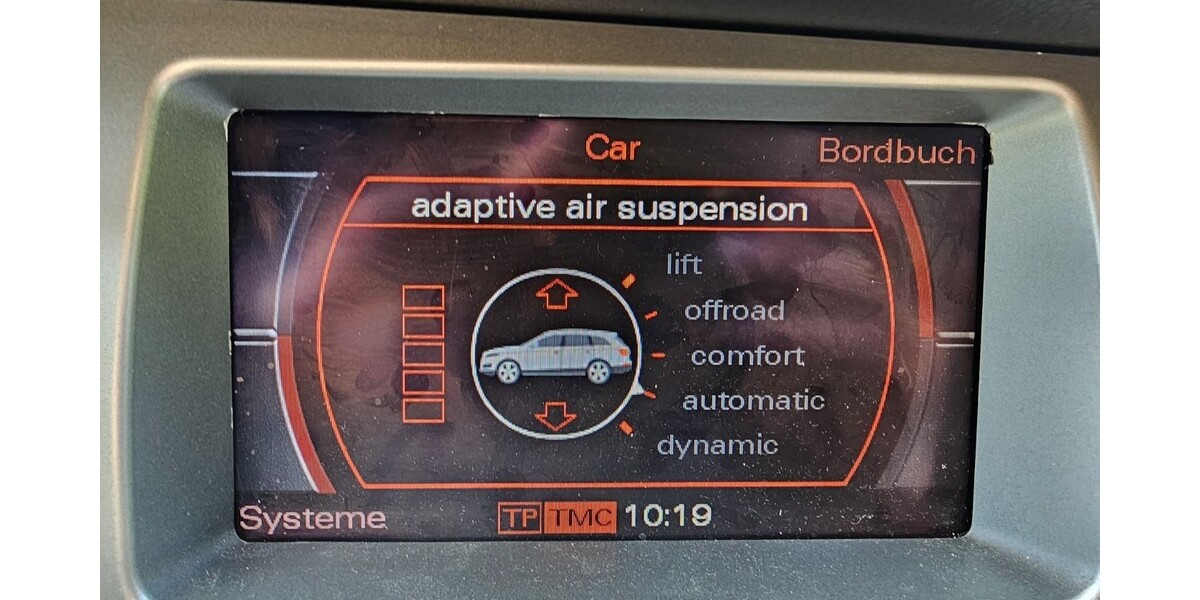 Car
Bordbuch
adaptive air suspension
lift
offroad
comfort
automatic
dynamic
Systeme
TP TMC 10:19